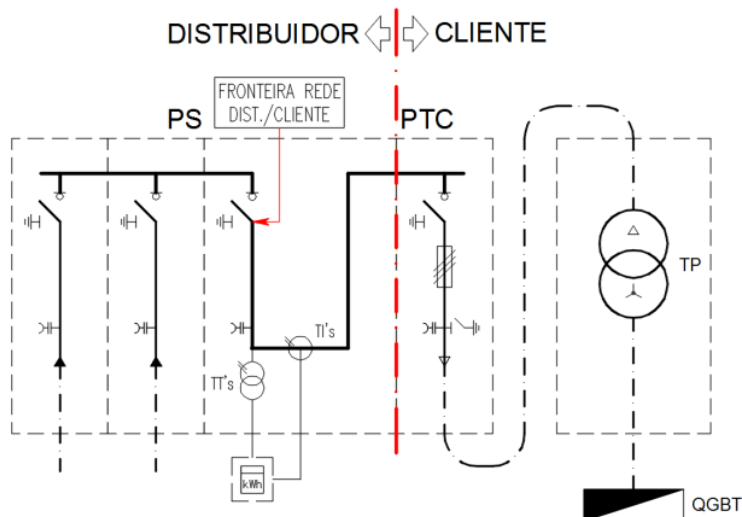 DISTRIBUIDOR
CLIENTE
FRONTEIRA REDE
DIST./CLIENTE
PS
PTC
TP
TI's
TT's
kWh
QGBT